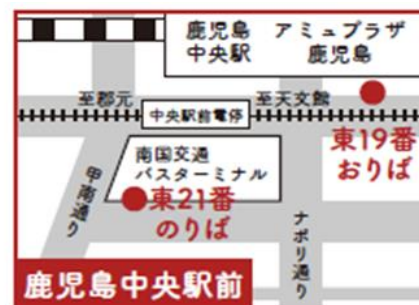 鹿児島
中央駅
アミュプラザ
鹿児島
至郡元
中央駅前電停
至天文館
東19番
おりば
南国交通
バスターミナル
東21番
のりば
甲南通り
ナポリ通り
鹿児島中央駅前